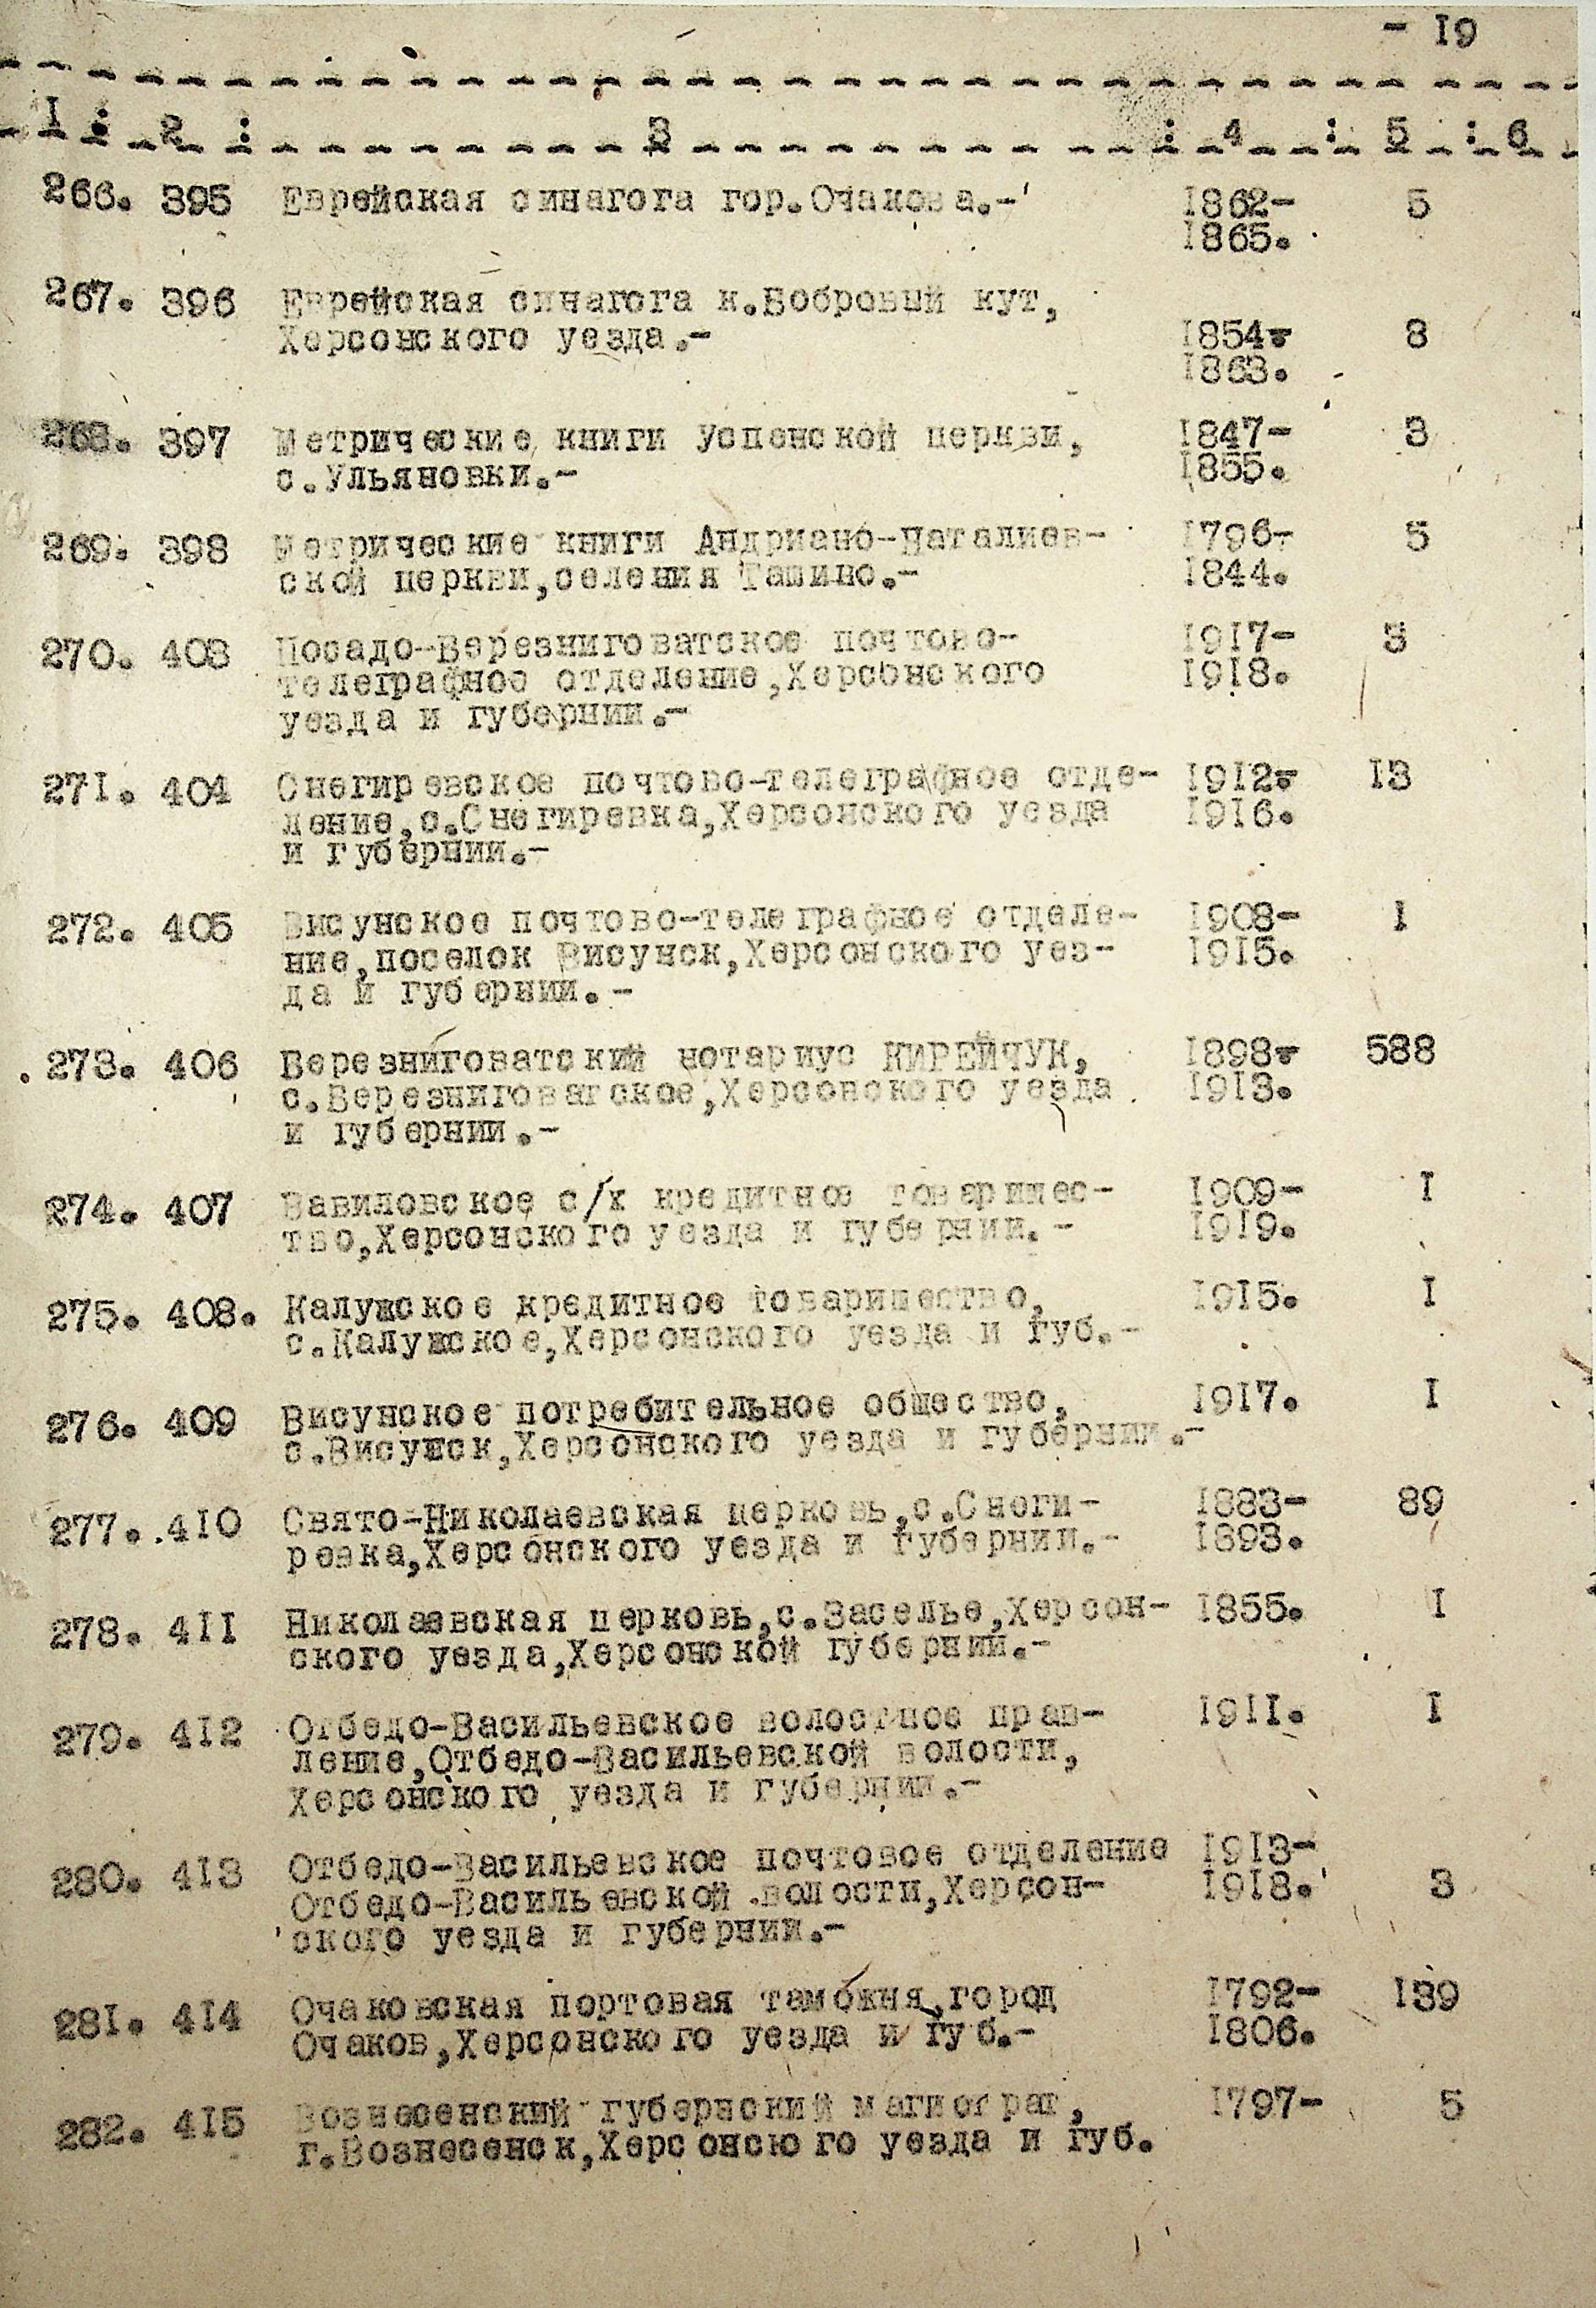 - 19
1 : 2 : 3 : 4 : 5 : 6
266. 395 Еврейская синагога гор.Очакова.- 1862- 5
1865.
267. 396 Еврейская синагога к.Бобровый кут,
Херсонского уезда.- 1854- 8
1863.
268. 397 Метрические книги Успенской церкви, 1847- 3
с.Ульяновки.- 1855.
269. 398 Метрические книги Андриано-Наталиев- 1796- 5
ской церкви,селения Ташино.- 1844.
270. 403 Посадо-Березниговатское почтово- 1917- 3
телеграфное отделение,Херсонского 1918.
уезда и губернии.-
271. 404 Снегиревское почтово-телеграфное отде- 1912- 13
ление,с.Снегиревка,Херсонского уезда 1916.
и губернии.-
272. 405 Висунское почтово-телеграфное отделе- 1908- 1
ние,поселок Висунск,Херсонского уез- 1915.
да и губернии.-
273. 406 Березниговатский нотариус КИРЕЙЧУК, 1898- 588
с.Березниговатское,Херсонского уезда 1913.
и губернии.-
274. 407 Вавиловское с/х кредитное товарищес- 1909- 1
тво,Херсонского уезда и губернии.- 1919.
275. 408. Калужское кредитное товарищество, 1915. 1
с.Калужское,Херсонского уезда и губ.-
276. 409 Висунское потребительное общество, 1917. 1
с.Висунск,Херсонского уезда и губернии.-
277. 410 Свято-Николаевская церковь,с.Снеги- 1883- 89
ревка,Херсонского уезда и губернии.- 1893.
278. 411 Николаевская церковь,с.Заселье,Херсон- 1855. 1
ского уезда,Херсонской губернии.-
279. 412 Отбедо-Васильевское волостное прав- 1911. 1
ление,Отбедо-Васильевской волости,
Херсонского уезда и губернии.-
280. 413 Отбедо-Васильевское почтовое отделение 1913-
Отбедо-Васильевской волости,Херсон- 1918. 3
ского уезда и губернии.-
281. 414 Очаковская портовая таможня,город 1792- 139
Очаков,Херсонского уезда и губ.- 1806.
282. 415 Вознесенский губернский магистрат, 1797- 5
г.Вознесенск,Херсонсюго уезда и губ.